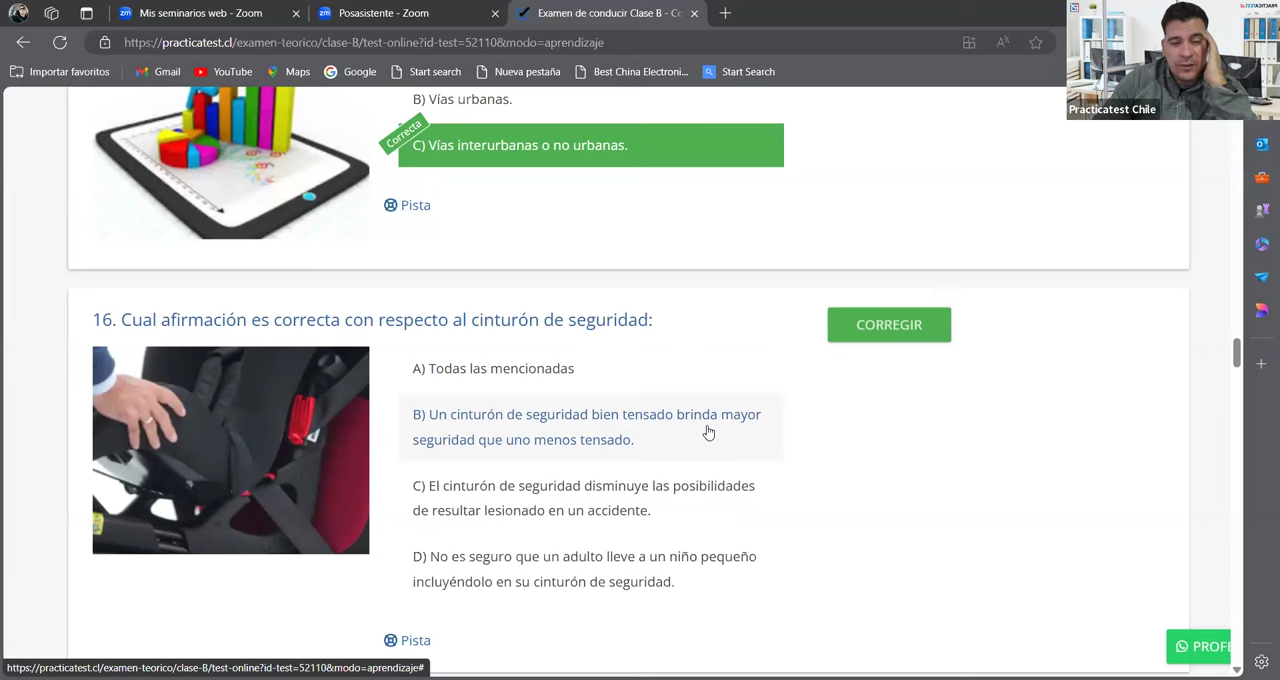 Mis seminarios web - Zoom
Posasistente - Zoom
Examen de conducir Clase B - Co
https://practicatest.cl/examen-teorico/clase-B/test-online?id-test=52110&modo=aprendizaje
Importar favoritos
Gmail
YouTube
Maps
Google
Start search
Nueva pestaña
Best China Electroni...
Start Search
Practicatest Chile
B) Vías urbanas.
Correcta
C) Vías interurbanas o no urbanas.
Pista
16. Cual afirmación es correcta con respecto al cinturón de seguridad:
CORREGIR
A) Todas las mencionadas
B) Un cinturón de seguridad bien tensado brinda mayor
seguridad que uno menos tensado.
C) El cinturón de seguridad disminuye las posibilidades
de resultar lesionado en un accidente.
D) No es seguro que un adulto lleve a un niño pequeño
incluyéndolo en su cinturón de seguridad.
Pista
PROFE
https://practicatest.cl/examen-teorico/clase-B/test-online?id-test=52110&modo=aprendizaje#